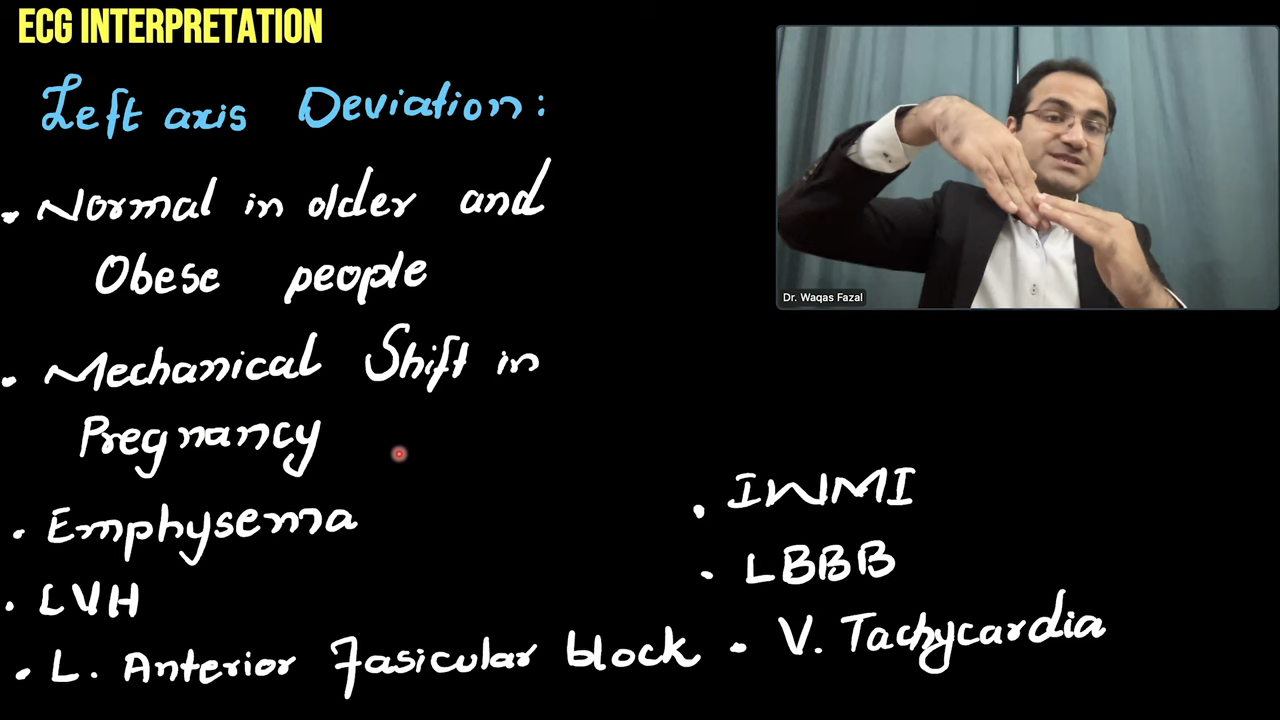 ECG INTERPRETATION
Left axis Deviation:
• Normal in older and
Obese people
• Mechanical Shift in
Pregnancy
• Emphysema
• LVH
• L. Anterior Fasicular block
• IWMI
• LBBB
• V. Tachycardia
Dr. Waqas Fazal